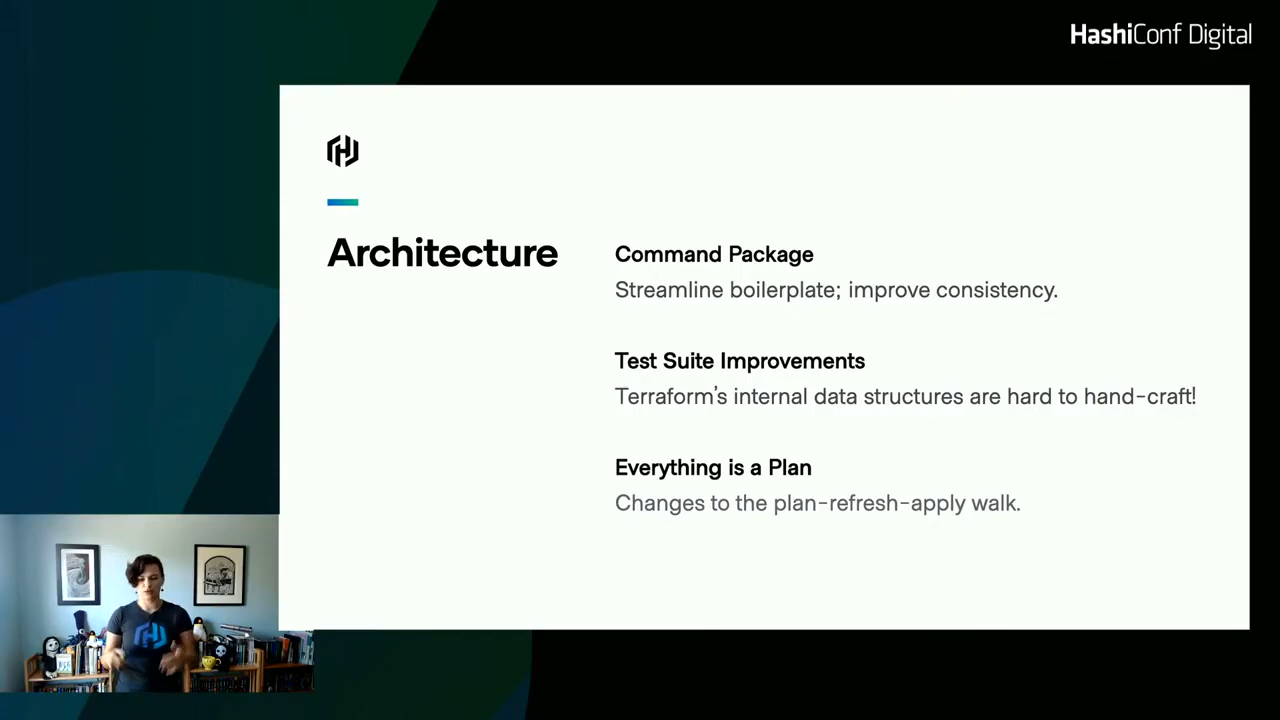 HashiConf Digital
Architecture
Command Package
Streamline boilerplate; improve consistency.
Test Suite Improvements
Terraform's internal data structures are hard to hand-craft!
Everything is a Plan
Changes to the plan-refresh-apply walk.